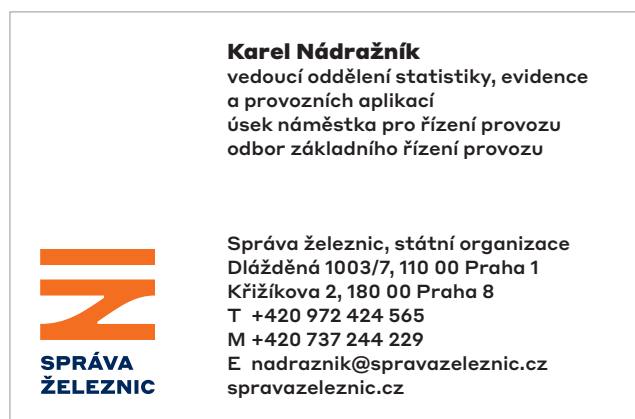 Karel Nádražník
vedoucí oddělení statistiky, evidence
a provozních aplikací
úsek náměstka pro řízení provozu
odbor základního řízení provozu
Správa železnic, státní organizace
Dlážděná 1003/7, 110 00 Praha 1
Křižíkova 2, 180 00 Praha 8
T +420 972 424 565
M +420 737 244 229
E nadraznik@spravazeleznic.cz
spravazeleznic.cz
SPRÁVA
ŽELEZNIC